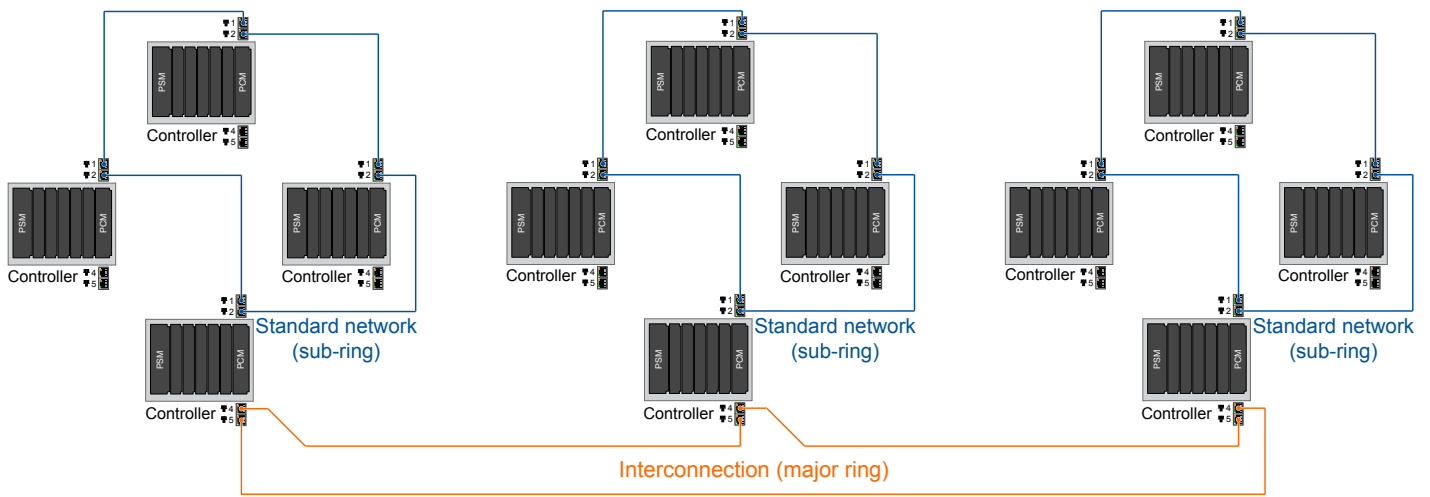 1 1 1
2 2 2
PSM PCM PSM PCM PSM PCM
Controller 4 Controller 4 Controller 4
5 5 5
1 1 1 1 1 1
2 2 2 2 2 2
PSM PCM PSM PCM PSM PCM PSM PCM PSM PCM PSM PCM
Controller 4 Controller 4 Controller 4 Controller 4 Controller 4 Controller 4
5 5 5 5 5 5
1 1 1
2 2 2
Standard network Standard network Standard network
(sub-ring) (sub-ring) (sub-ring)
PSM PCM PSM PCM PSM PCM
Controller 4 Controller 4 Controller 4
5 5 5
Interconnection (major ring)